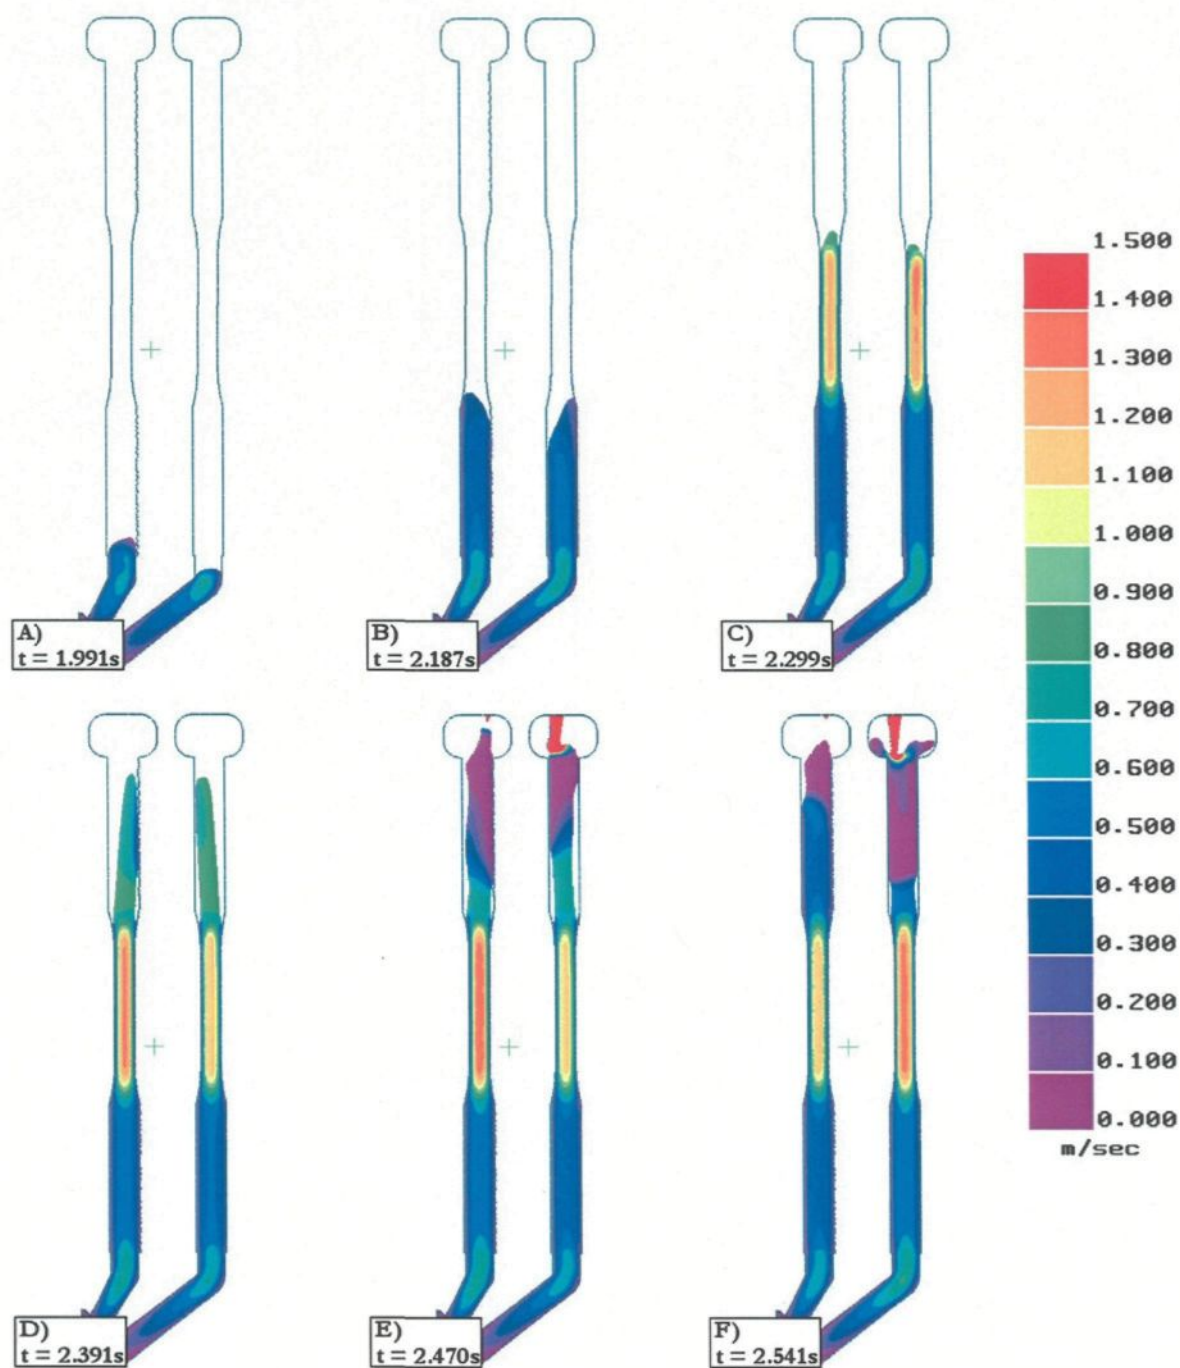 A)
t = 1.991s
B)
t = 2.187s
C)
t = 2.299s
1.500
1.400
1.300
1.200
1.100
1.000
0.900
0.800
0.700
0.600
0.500
0.400
0.300
0.200
0.100
0.000
m/sec
D)
t = 2.391s
E)
t = 2.470s
F)
t = 2.541s